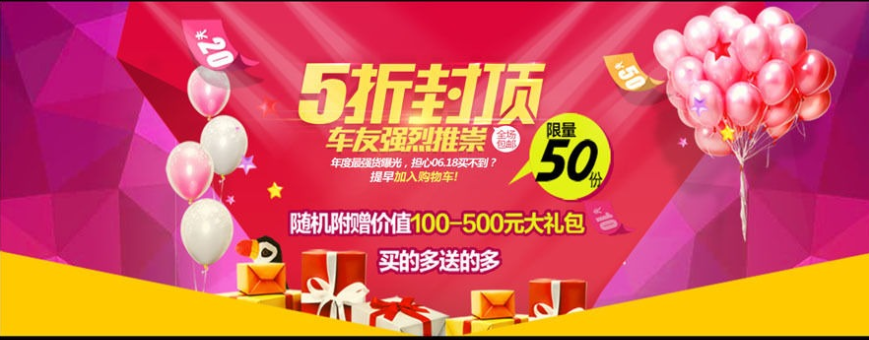 5折封顶
车友强烈推崇
全场
包邮
年度最强货曝光，担心06.18买不到？
提早加入购物车！
限量
50份
随机附赠价值100-500元大礼包
买的多送的多
20
50